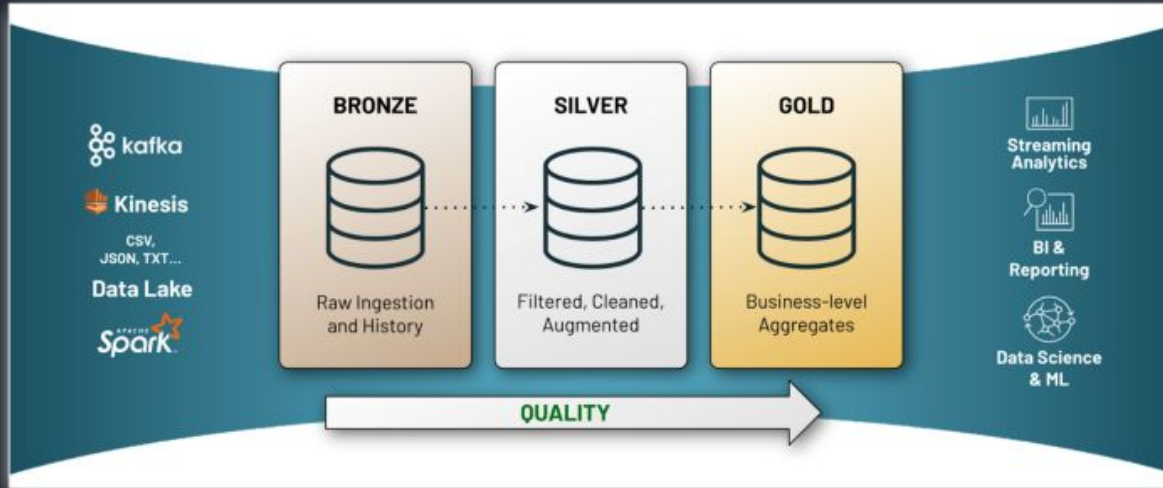 kafka
Kinesis
CSV,
JSON, TXT...
Data Lake
APACHE
Spark
BRONZE
Raw Ingestion
and History
SILVER
Filtered, Cleaned,
Augmented
GOLD
Business-level
Aggregates
QUALITY
Streaming
Analytics
BI &
Reporting
Data Science
& ML